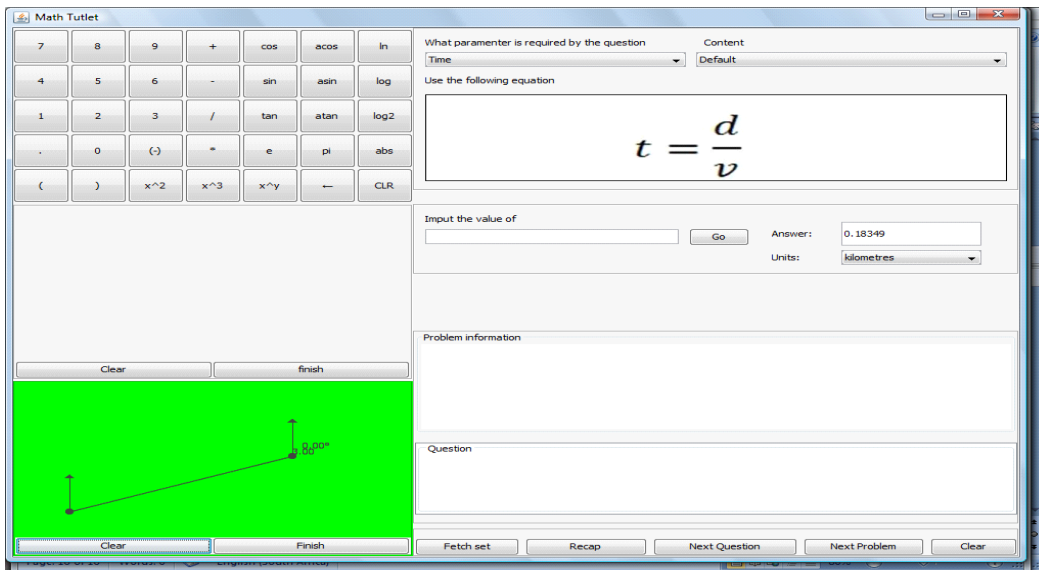 Math Tutlet
7 8 9 + cos acos ln
4 5 6 - sin asin log
1 2 3 / tan atan log2
. 0 (-) * e pi abs
( ) x^2 x^3 x^y ← CLR
Clear finish
0.00°
Clear Finish
What paramenter is required by the question Content
Time Default
Use the following equation
t = d/v
Imput the value of
Go Answer: 0.18349
Units: kilometres
Problem information
Question
Fetch set Recap Next Question Next Problem Clear